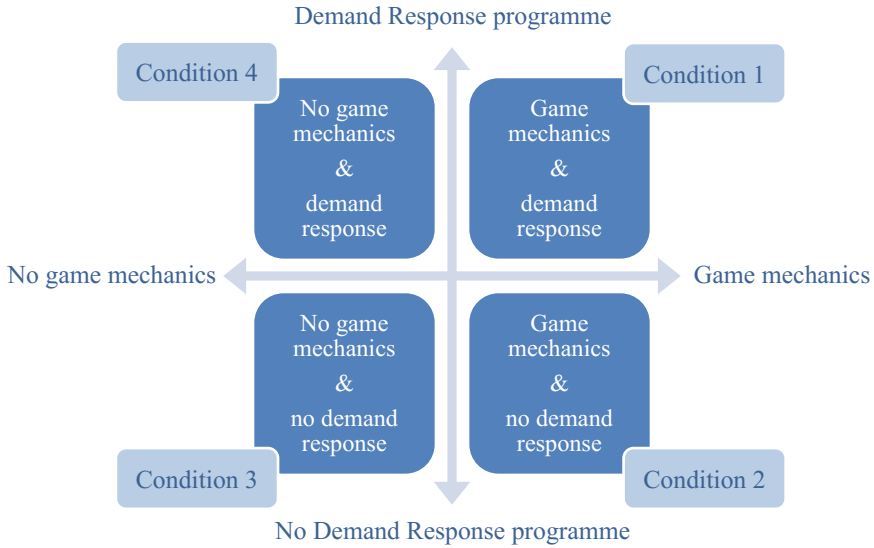 Demand Response programme
Condition 4
Condition 1
No game
mechanics
&
demand
response
Game
mechanics
&
demand
response
No game mechanics
Game mechanics
No game
mechanics
&
no demand
response
Game
mechanics
&
no demand
response
Condition 3
Condition 2
No Demand Response programme